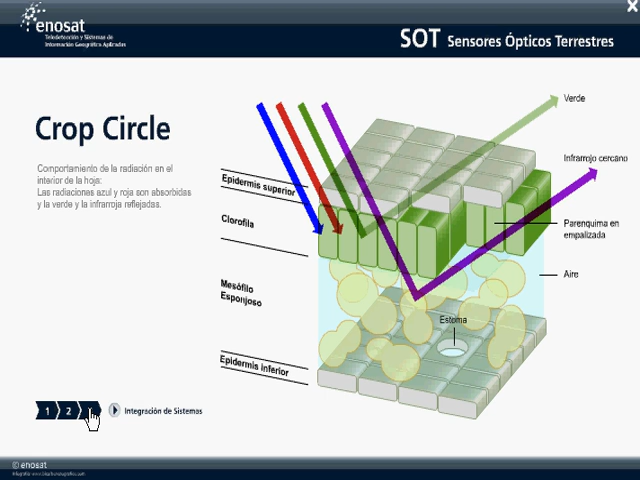 enosat
Teledetección y Sistemas de
Información Geográfica Aplicadas
SOT Sensores Ópticos Terrestres
Crop Circle
Comportamiento de la radiación en el
interior de la hoja:
Las radiaciones azul y roja son absorbidas
y la verde y la infrarroja reflejadas.
Verde
Infrarrojo cercano
Epidermis superior
Clorofila
Parenquima en
empalizada
Aire
Mesófilo
Esponjoso
Estoma
Epidermis inferior
1 2
Integración de Sistemas
© enosat